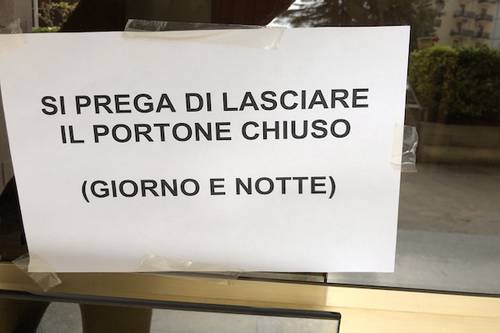 SI PREGA DI LASCIARE
IL PORTONE CHIUSO
(GIORNO E NOTTE)